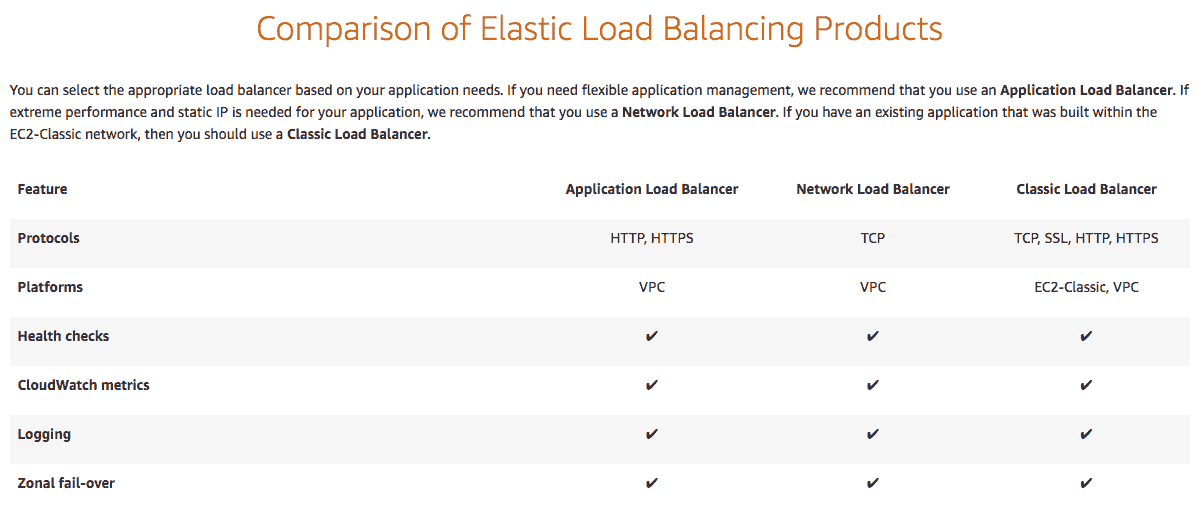 Comparison of Elastic Load Balancing Products
You can select the appropriate load balancer based on your application needs. If you need flexible application management, we recommend that you use an Application Load Balancer. If
extreme performance and static IP is needed for your application, we recommend that you use a Network Load Balancer. If you have an existing application that was built within the
EC2-Classic network, then you should use a Classic Load Balancer.
Feature Application Load Balancer Network Load Balancer Classic Load Balancer
Protocols HTTP, HTTPS TCP TCP, SSL, HTTP, HTTPS
Platforms VPC VPC EC2-Classic, VPC
Health checks ✔ ✔ ✔
CloudWatch metrics ✔ ✔ ✔
Logging ✔ ✔ ✔
Zonal fail-over ✔ ✔ ✔